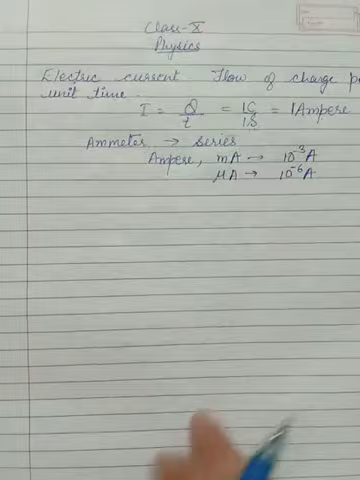 Class-X
Physics
Electric current Flow of charge pe
unit time.
I = Q/t = 1C/1S = 1Ampere
Ammeter → series
Ampere, mA → 10⁻³A
μA → 10⁻⁶A